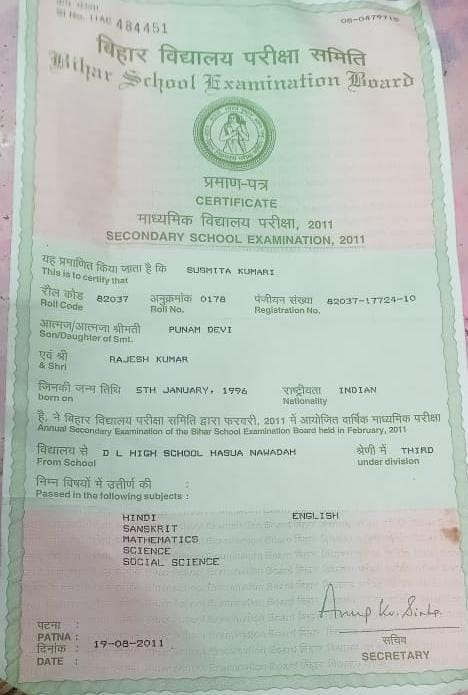 484451
बिहार विद्यालय परीक्षा समिति
Bihar School Examination Board
प्रमाण-पत्र
CERTIFICATE
माध्यमिक विद्यालय परीक्षा, 2011
SECONDARY SCHOOL EXAMINATION, 2011
यह प्रमाणित किया जाता है कि SUSMITA KUMARI
This is to certify that
रौल कोड 82037 अनुक्रमांक 0178 पंजीयन संख्या 82037-17724-10
Roll Code Roll No. Registration No.
आत्मज/आत्मजा श्रीमती PUNAM DEVI
Son/Daughter of Smt.
एवं श्री RAJESH KUMAR
& Shri
जिनकी जन्म तिथि 5TH JANUARY, 1996 राष्ट्रीयता INDIAN
born on Nationality
है, ने बिहार विद्यालय परीक्षा समिति द्वारा फरवरी, 2011 में आयोजित वार्षिक माध्यमिक परीक्षा
Annual Secondary Examination of the Bihar School Examination Board held in February, 2011
विद्यालय से D L HIGH SCHOOL HASUA NAWADAH श्रेणी में THIRD
From School under division
निम्न विषयों में उत्तीर्ण की :
Passed in the following subjects :
HINDI ENGLISH
SANSKRIT
MATHEMATICS
SCIENCE
SOCIAL SCIENCE
पटना :
PATNA :
दिनांक : 19-08-2011
DATE :
सचिव
SECRETARY